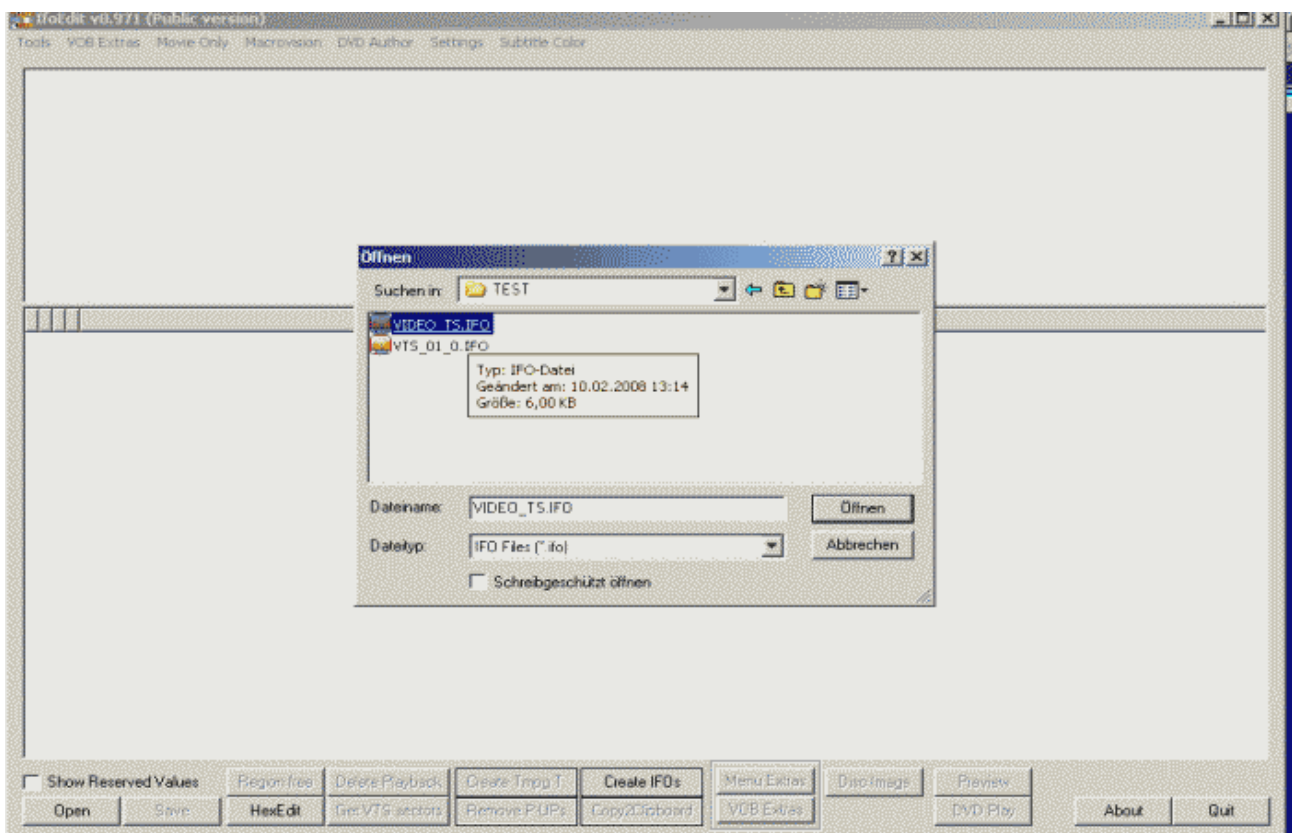 IfoEdit v0.971 (Public version)
Tools VOB Extras Movie Only Macrovision DVD Author Settings Subtitle Color
Öffnen
Suchen in: TEST
VIDEO_TS.IFO
VTS_01_0.IFO
Typ: IFO-Datei
Geändert am: 10.02.2008 13:14
Größe: 6,00 KB
Dateiname: VIDEO_TS.IFO Öffnen
Dateityp: IFO Files (*.ifo) Abbrechen
Schreibgeschützt öffnen
Show Reserved Values Region free Delete Playback Create Tmpg T. Create IFOs Menu Extras Disc Image Preview
Open Save HexEdit Get VTS sectors Remove P.UPs Copy2Clipboard VOB Extras DVD Play About Quit